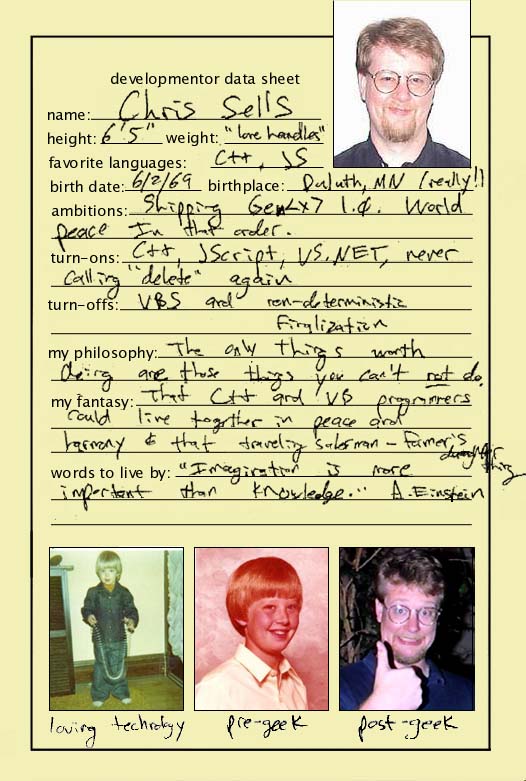 developmentor data sheet
name: Chris Sells
height: 6'5" weight: "love handles"
favorite languages: C++, JS
birth date: 6/2/69 birthplace: Duluth, MN (really!)
ambitions: Shipping Gen<x> 1.0. World
peace In that order.
turn-ons: C++, JScript, VS.NET, never
calling "delete" again
turn-offs: VBS and non-deterministic
Finalization
my philosophy: The only things worth
doing are those things you can't not do.
my fantasy: That C++ and VB programmers
could live together in peace and
harmony & that traveling salesman - farmer's
daughter thing
words to live by: "Imagination is more
important than knowledge." A. Einstein
loving technology pre-geek post-geek